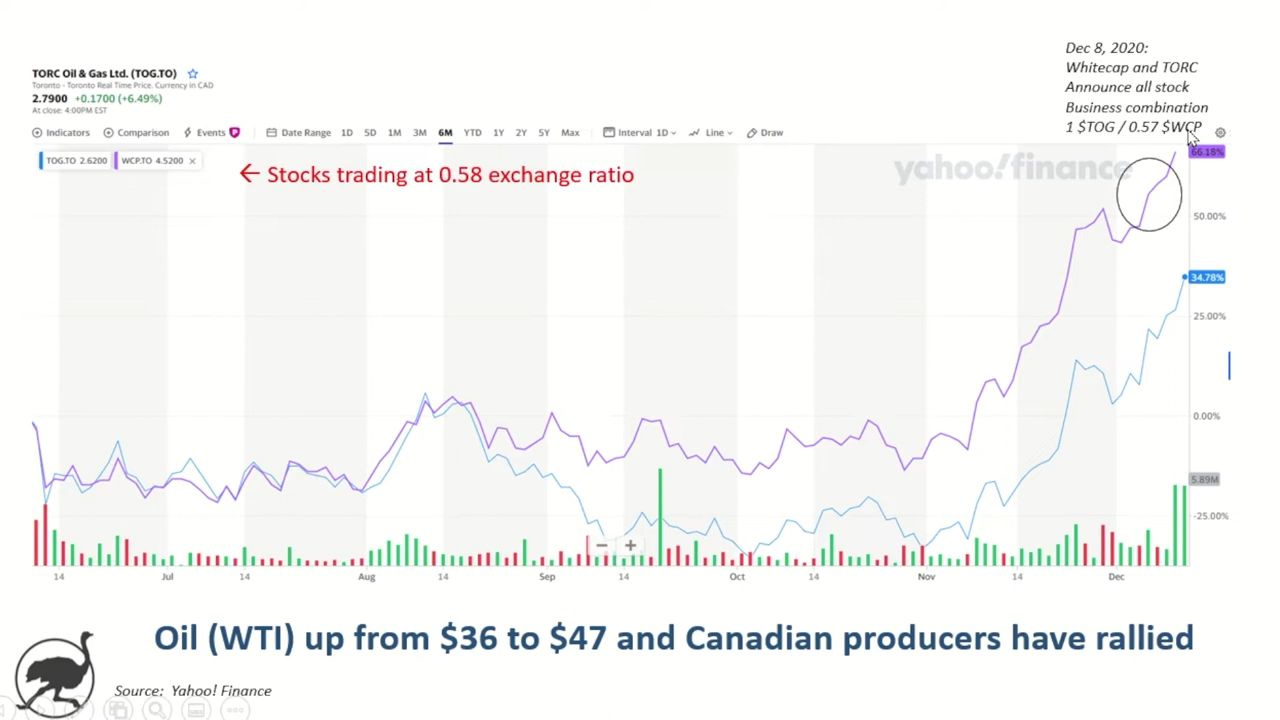 Dec 8, 2020:
Whitecap and TORC
Announce all stock
Business combination
1 $TOG / 0.57 $WCP
TORC Oil & Gas Ltd. (TOG.TO)
Toronto - Toronto Real Time Price. Currency in CAD
2.7900 +0.1700 (+6.49%)
At close: 4:00PM EST
Indicators Comparison Events P Date Range 1D 5D 1M 3M 6M YTD 1Y 2Y 5Y Max Interval 1D Line Draw
TOG.TO 2.6200 WCP.TO 4.5200
← Stocks trading at 0.58 exchange ratio
yahoo!finance
66.18%
50.00%
34.78%
25.00%
0.00%
5.89M
-25.00%
14 Jul 14 Aug 14 Sep 14 Oct 14 Nov 14 Dec
Oil (WTI) up from $36 to $47 and Canadian producers have rallied
Source: Yahoo! Finance